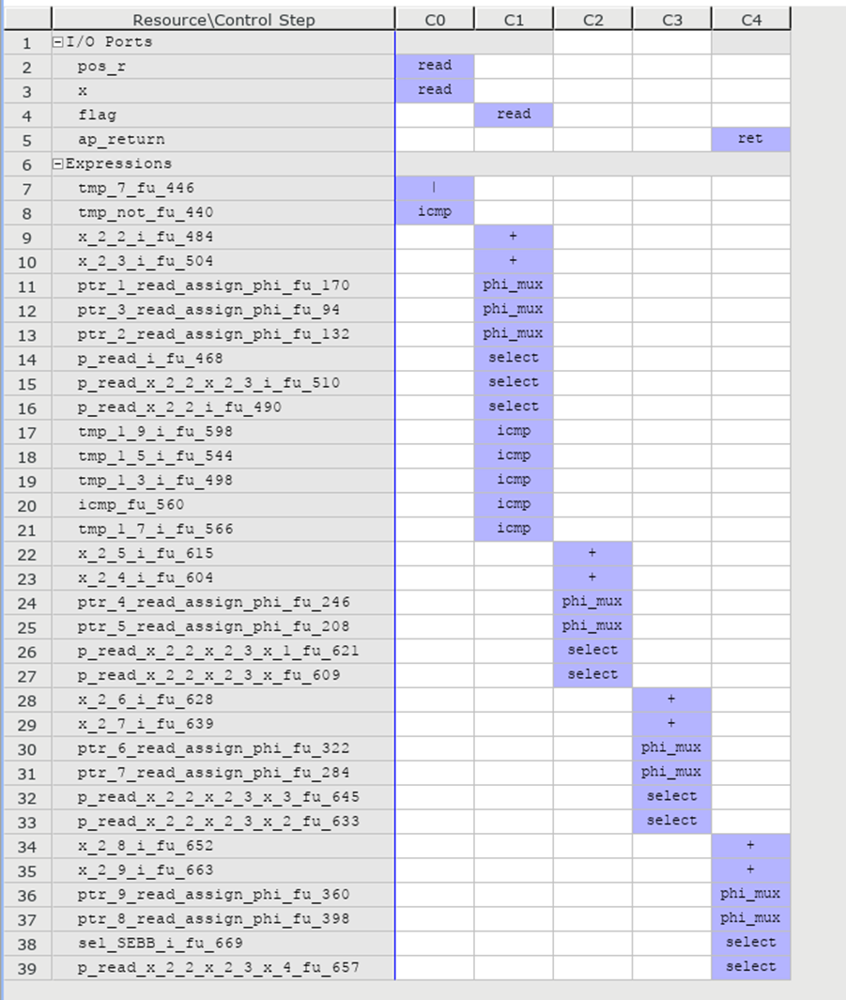 Resource\Control Step C0 C1 C2 C3 C4
1 I/O Ports
2 pos_r read
3 x read
4 flag read
5 ap_return ret
6 Expressions
7 tmp_7_fu_446 |
8 tmp_not_fu_440 icmp
9 x_2_2_i_fu_484 +
10 x_2_3_i_fu_504 +
11 ptr_1_read_assign_phi_fu_170 phi_mux
12 ptr_3_read_assign_phi_fu_94 phi_mux
13 ptr_2_read_assign_phi_fu_132 phi_mux
14 p_read_i_fu_468 select
15 p_read_x_2_2_x_2_3_i_fu_510 select
16 p_read_x_2_2_i_fu_490 select
17 tmp_1_9_i_fu_598 icmp
18 tmp_1_5_i_fu_544 icmp
19 tmp_1_3_i_fu_498 icmp
20 icmp_fu_560 icmp
21 tmp_1_7_i_fu_566 icmp
22 x_2_5_i_fu_615 +
23 x_2_4_i_fu_604 +
24 ptr_4_read_assign_phi_fu_246 phi_mux
25 ptr_5_read_assign_phi_fu_208 phi_mux
26 p_read_x_2_2_x_2_3_x_1_fu_621 select
27 p_read_x_2_2_x_2_3_x_fu_609 select
28 x_2_6_i_fu_628 +
29 x_2_7_i_fu_639 +
30 ptr_6_read_assign_phi_fu_322 phi_mux
31 ptr_7_read_assign_phi_fu_284 phi_mux
32 p_read_x_2_2_x_2_3_x_3_fu_645 select
33 p_read_x_2_2_x_2_3_x_2_fu_633 select
34 x_2_8_i_fu_652 +
35 x_2_9_i_fu_663 +
36 ptr_9_read_assign_phi_fu_360 phi_mux
37 ptr_8_read_assign_phi_fu_398 phi_mux
38 sel_SEBB_i_fu_669 select
39 p_read_x_2_2_x_2_3_x_4_fu_657 select